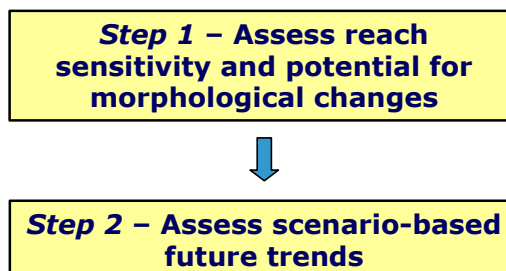 Step 1 – Assess reach
sensitivity and potential for
morphological changes
Step 2 – Assess scenario-based
future trends